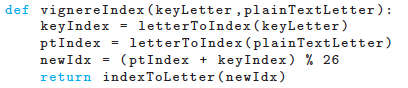 def vignereIndex(keyLetter,plainTextLetter):
    keyIndex = letterToIndex(keyLetter)
    ptIndex = letterToIndex(plainTextLetter)
    newIdx = (ptIndex + keyIndex) % 26
    return indexToLetter(newIdx)